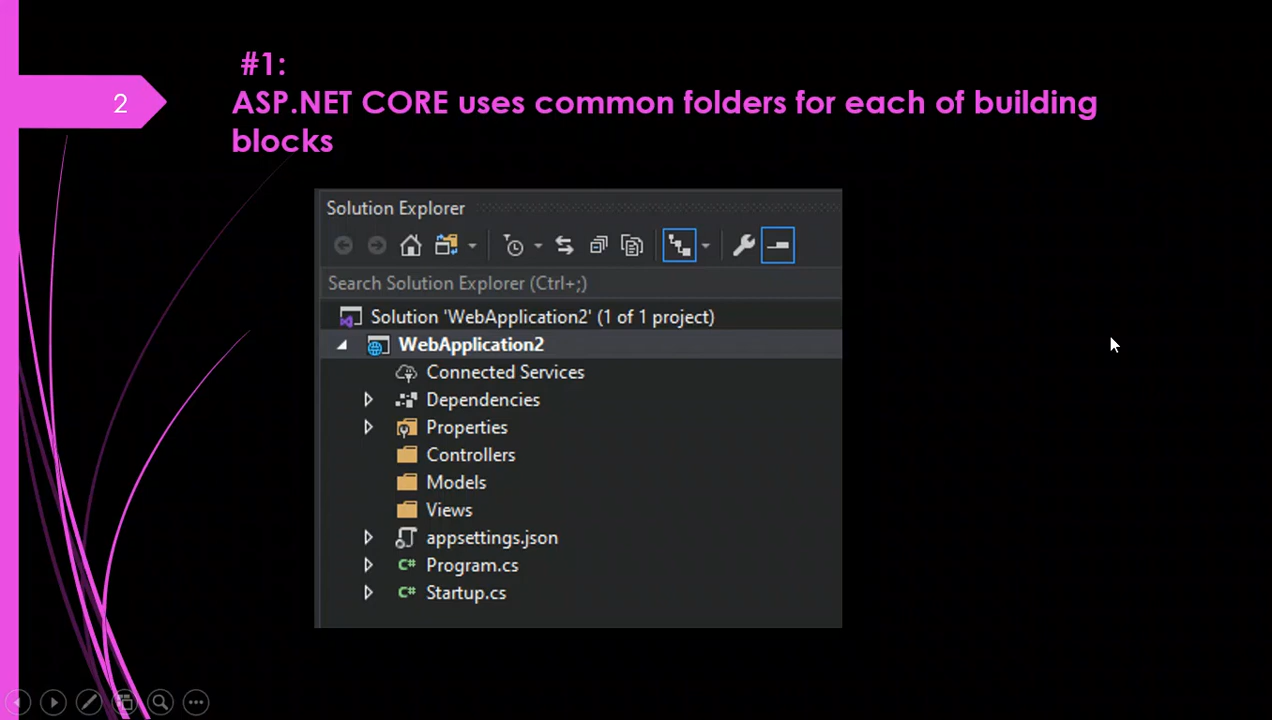 #1:
2
ASP.NET CORE uses common folders for each of building
blocks
Solution Explorer
Search Solution Explorer (Ctrl+;)
Solution 'WebApplication2' (1 of 1 project)
WebApplication2
Connected Services
Dependencies
Properties
Controllers
Models
Views
appsettings.json
C# Program.cs
C# Startup.cs